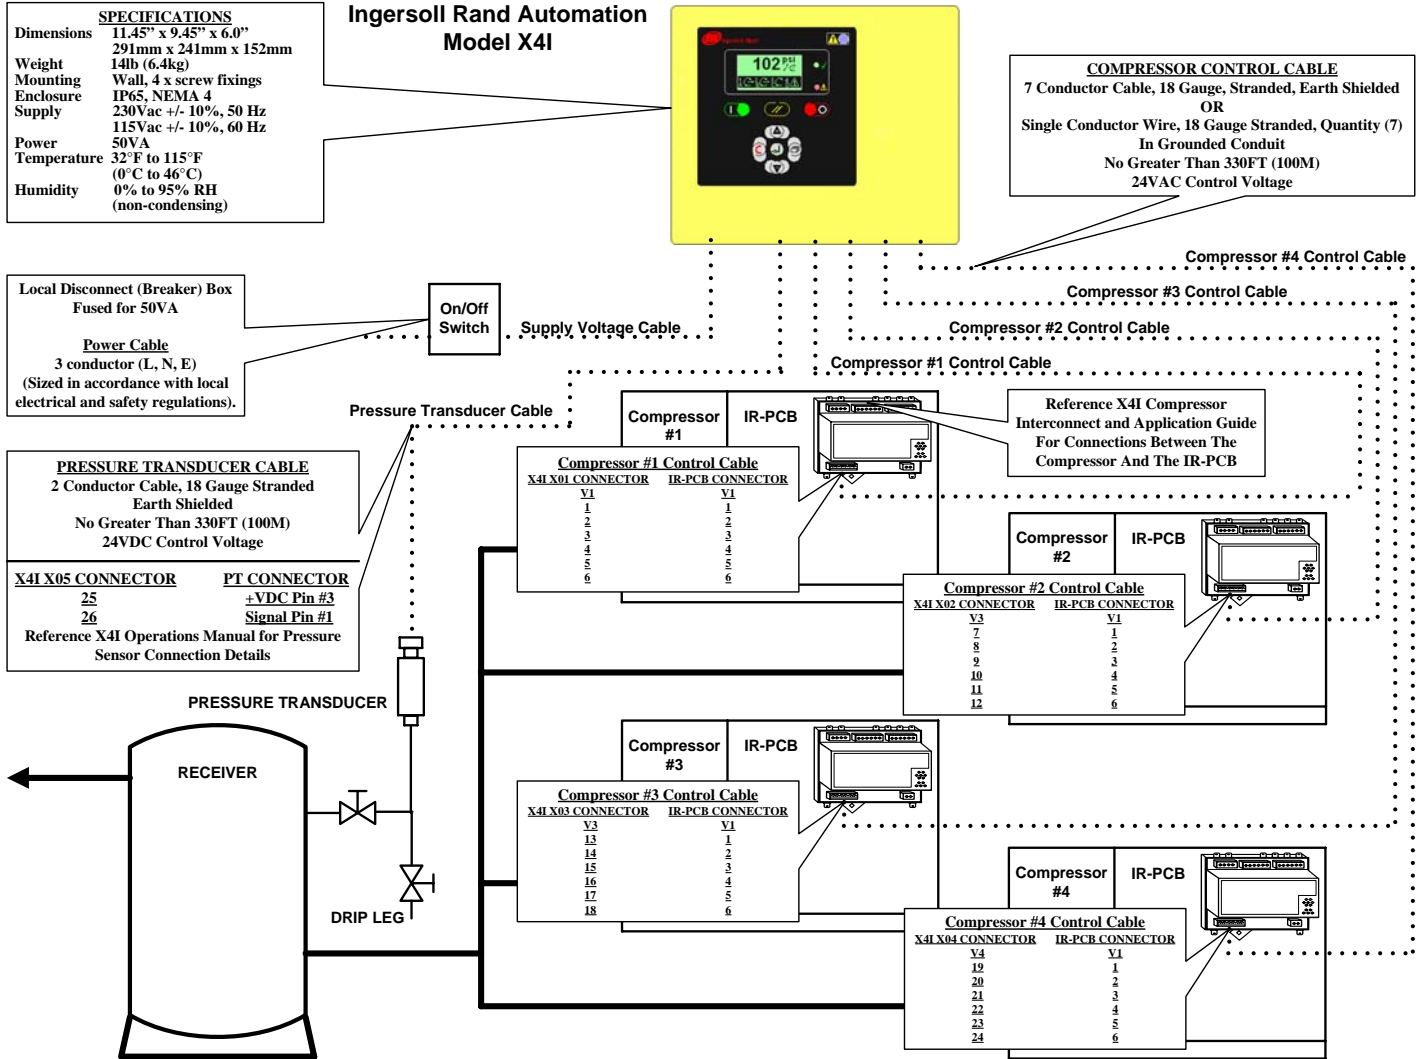 Ingersoll Rand Automation
Model X4I
SPECIFICATIONS
Dimensions 11.45” x 9.45” x 6.0”
291mm x 241mm x 152mm
Weight 14lb (6.4kg)
Mounting Wall, 4 x screw fixings
Enclosure IP65, NEMA 4
Supply 230Vac +/- 10%, 50 Hz
115Vac +/- 10%, 60 Hz
Power 50VA
Temperature 32°F to 115°F
(0°C to 46°C)
Humidity 0% to 95% RH
(non-condensing)
102 psi
COMPRESSOR CONTROL CABLE
7 Conductor Cable, 18 Gauge, Stranded, Earth Shielded
OR
Single Conductor Wire, 18 Gauge Stranded, Quantity (7)
In Grounded Conduit
No Greater Than 330FT (100M)
24VAC Control Voltage
Compressor #4 Control Cable
Compressor #3 Control Cable
Compressor #2 Control Cable
Compressor #1 Control Cable
Local Disconnect (Breaker) Box
Fused for 50VA
Power Cable
3 conductor (L, N, E)
(Sized in accordance with local
electrical and safety regulations).
On/Off
Switch
Supply Voltage Cable
Pressure Transducer Cable
PRESSURE TRANSDUCER CABLE
2 Conductor Cable, 18 Gauge Stranded
Earth Shielded
No Greater Than 330FT (100M)
24VDC Control Voltage
X4I X05 CONNECTOR PT CONNECTOR
25 +VDC Pin #3
26 Signal Pin #1
Reference X4I Operations Manual for Pressure
Sensor Connection Details
Compressor
#1
IR-PCB
Reference X4I Compressor
Interconnect and Application Guide
For Connections Between The
Compressor And The IR-PCB
Compressor #1 Control Cable
X4I X01 CONNECTOR IR-PCB CONNECTOR
V1 V1
1 1
2 2
3 3
4 4
5 5
6 6
Compressor
#2
IR-PCB
Compressor #2 Control Cable
X4I X02 CONNECTOR IR-PCB CONNECTOR
V3 V1
7 1
8 2
9 3
10 4
11 5
12 6
PRESSURE TRANSDUCER
RECEIVER
DRIP LEG
Compressor
#3
IR-PCB
Compressor #3 Control Cable
X4I X03 CONNECTOR IR-PCB CONNECTOR
V3 V1
13 1
14 2
15 3
16 4
17 5
18 6
Compressor
#4
IR-PCB
Compressor #4 Control Cable
X4I X04 CONNECTOR IR-PCB CONNECTOR
V4 V1
19 1
20 2
21 3
22 4
23 5
24 6